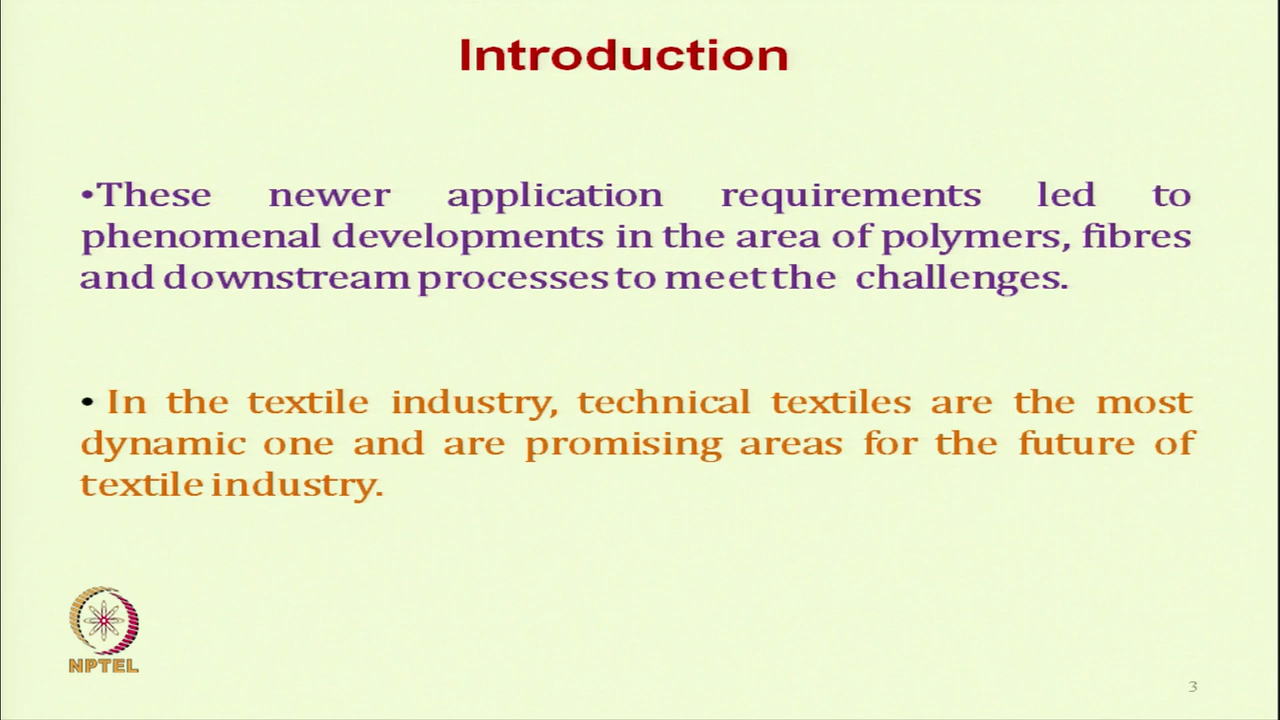 Introduction
•These newer application requirements led to
phenomenal developments in the area of polymers, fibres
and downstream processes to meet the challenges.
• In the textile industry, technical textiles are the most
dynamic one and are promising areas for the future of
textile industry.
NPTEL
3